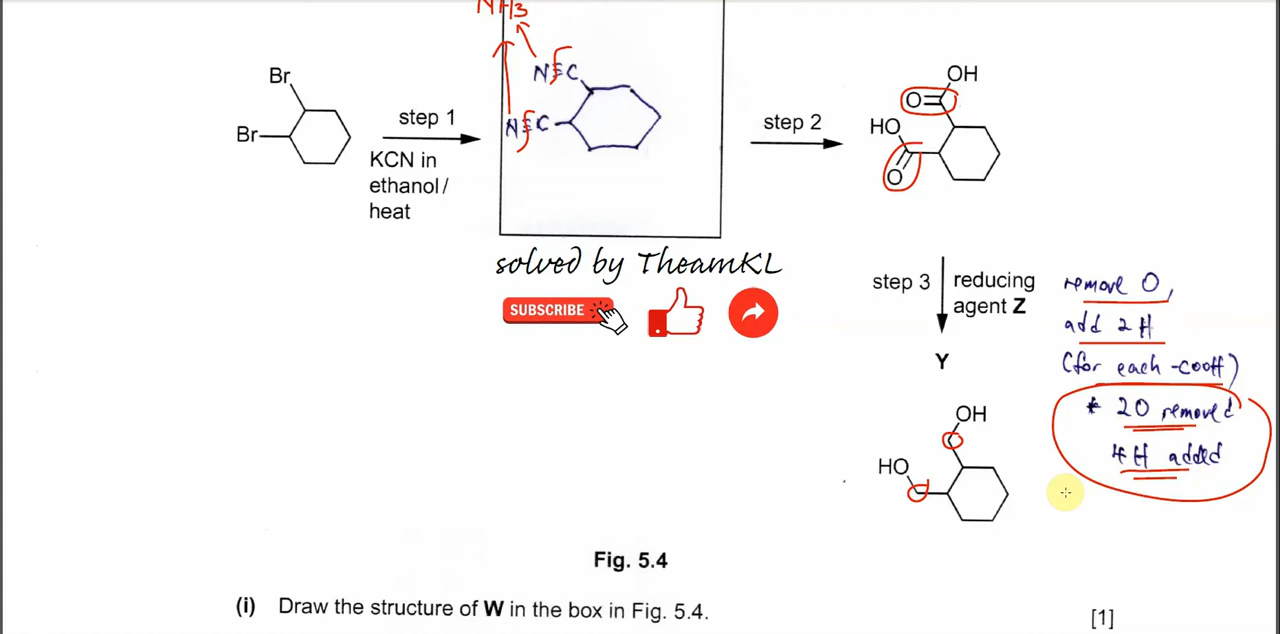 NH3
N≡C
N≡C
Br
Br
step 1
KCN in
ethanol/
heat
step 2
OH
O
HO
O
solved by TheamKL
SUBSCRIBE
step 3
reducing
agent Z
remove O,
add 2 H
(for each -COOH)
* 2O removed
4H added
Y
OH
HO
Fig. 5.4
(i) Draw the structure of W in the box in Fig. 5.4.
[1]